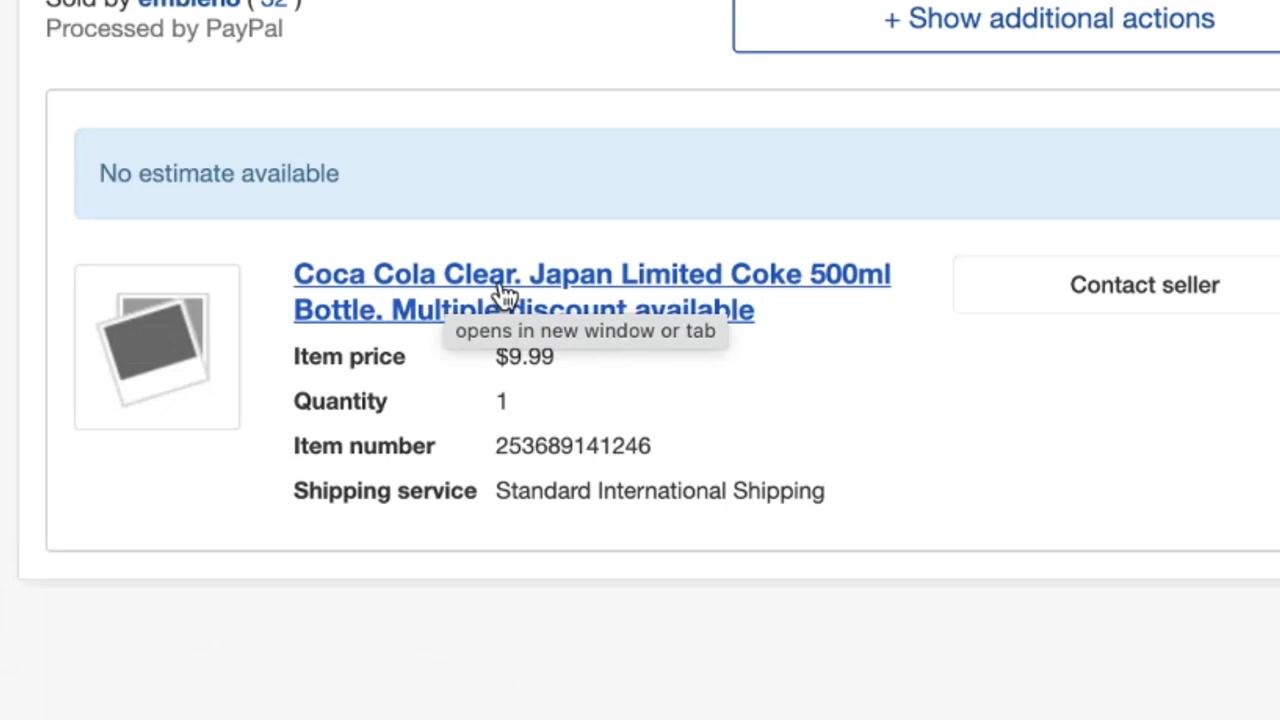 Sold by
Processed by PayPal
+ Show additional actions
No estimate available
Coca Cola Clear. Japan Limited Coke 500ml
Bottle. Multiple discount available
opens in new window or tab
Contact seller
Item price $9.99
Quantity 1
Item number 253689141246
Shipping service Standard International Shipping